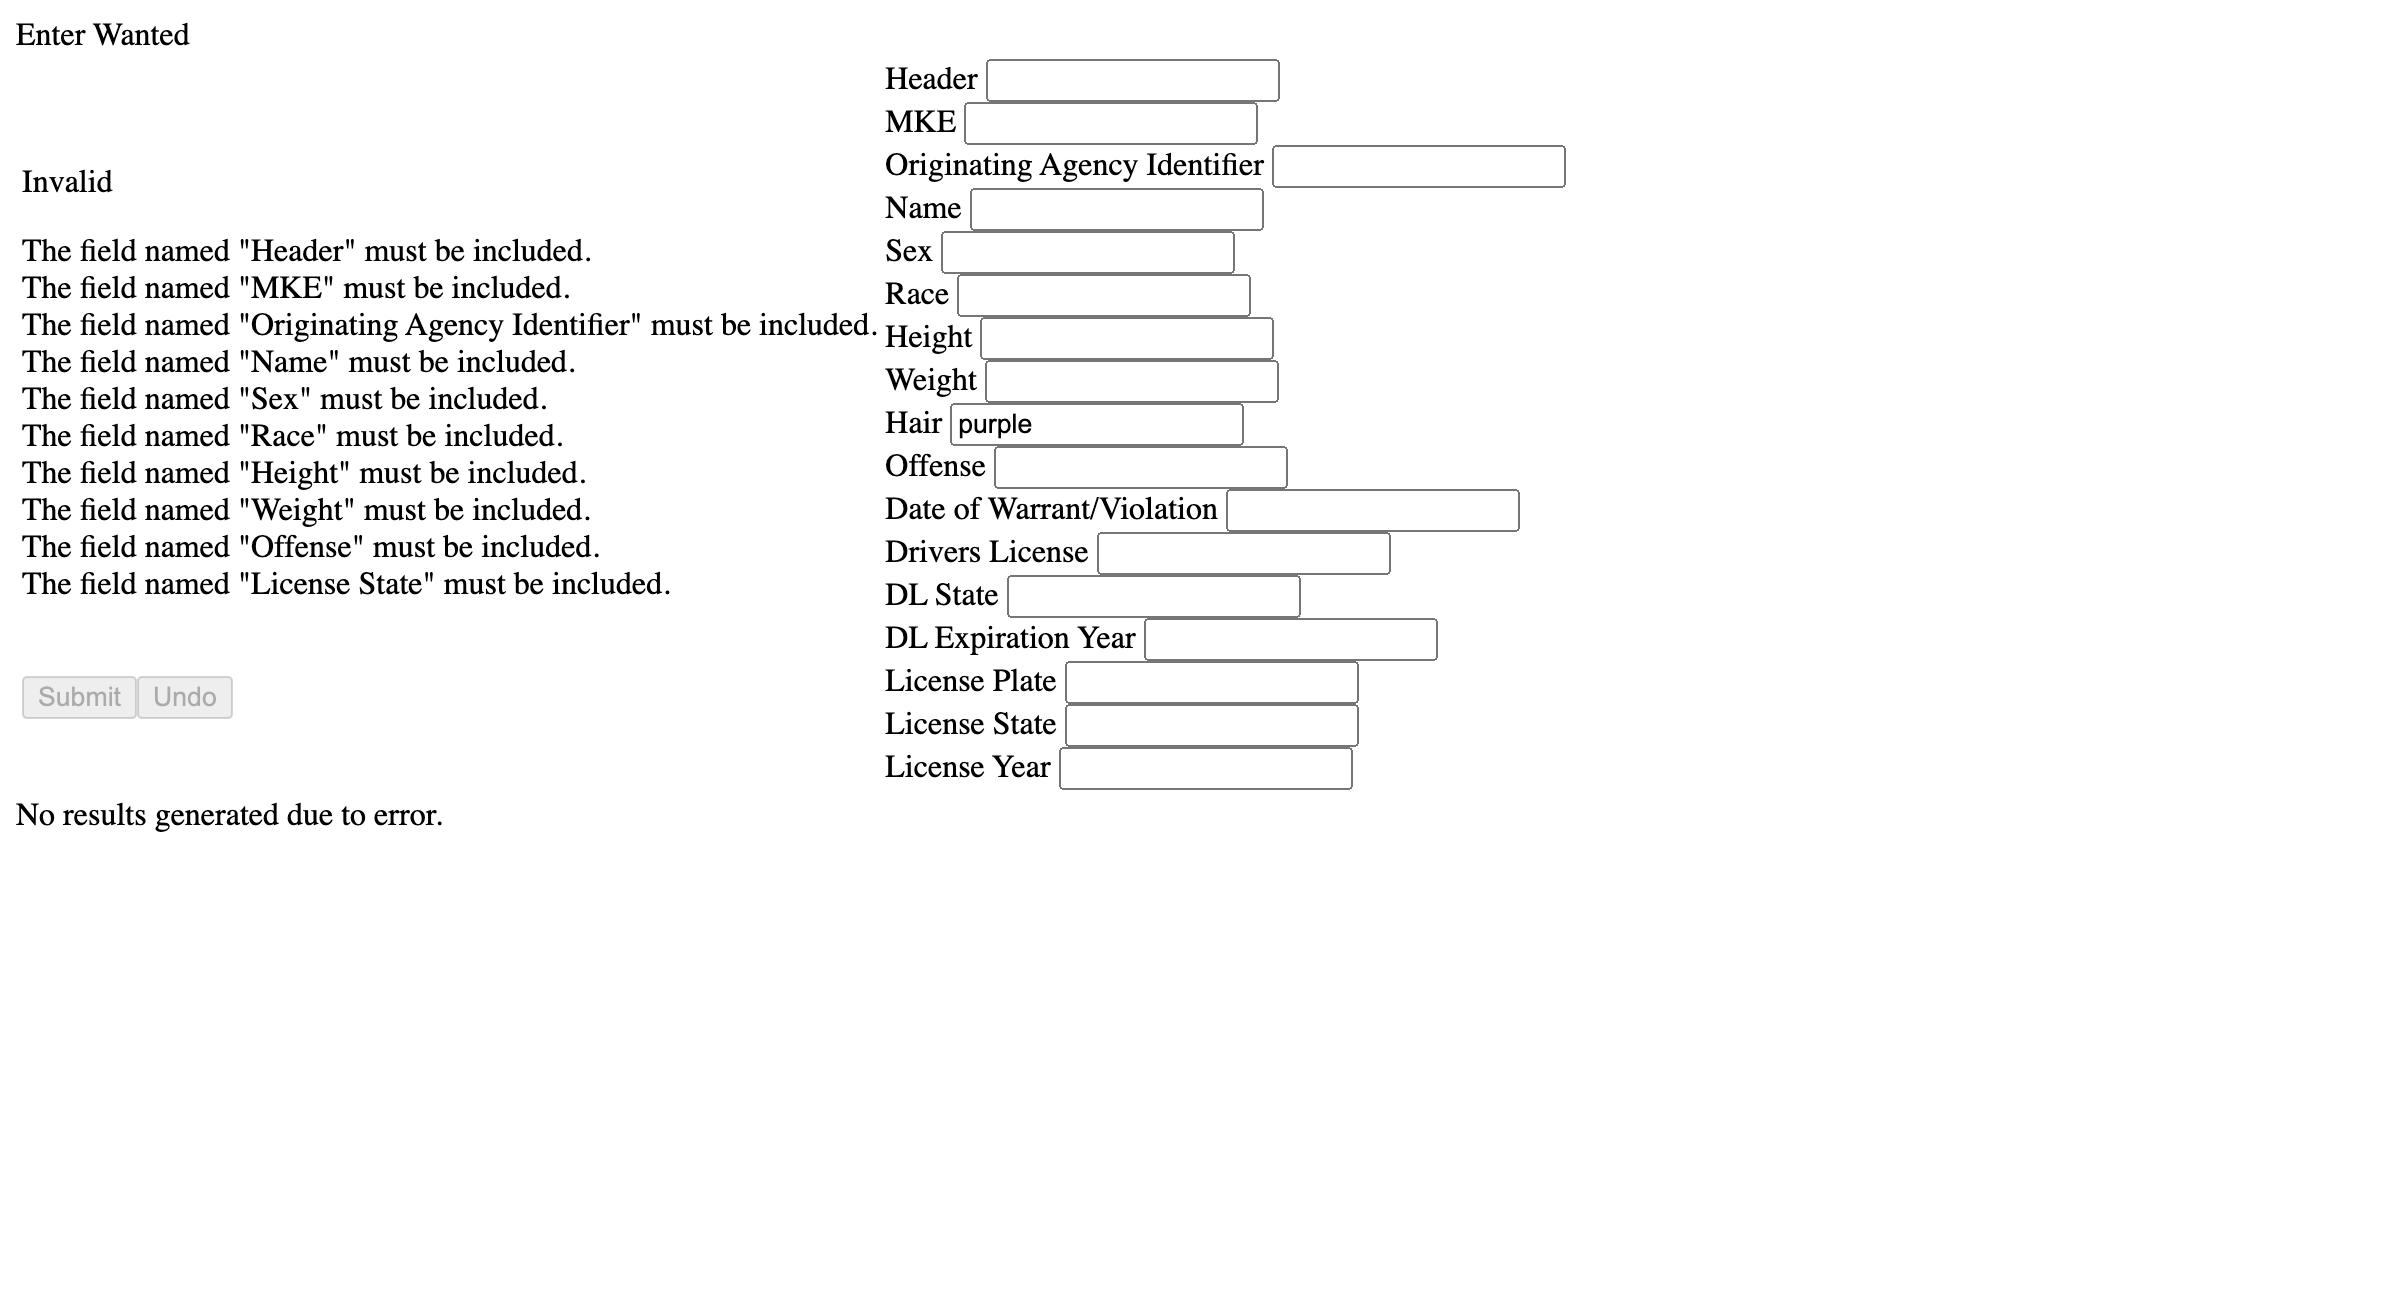 Enter Wanted
Invalid
The field named "Header" must be included.
The field named "MKE" must be included.
The field named "Originating Agency Identifier" must be included.
The field named "Name" must be included.
The field named "Sex" must be included.
The field named "Race" must be included.
The field named "Height" must be included.
The field named "Weight" must be included.
The field named "Offense" must be included.
The field named "License State" must be included.
Submit Undo
Header
MKE
Originating Agency Identifier
Name
Sex
Race
Height
Weight
Hair purple
Offense
Date of Warrant/Violation
Drivers License
DL State
DL Expiration Year
License Plate
License State
License Year
No results generated due to error.